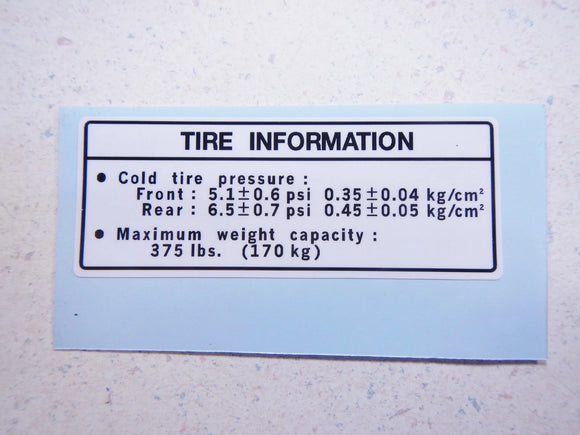 TIRE INFORMATION
● Cold tire pressure :
Front : 5.1±0.6 psi 0.35±0.04 kg/cm²
Rear : 6.5±0.7 psi 0.45±0.05 kg/cm²
● Maximum weight capacity :
375 lbs. (170 kg)